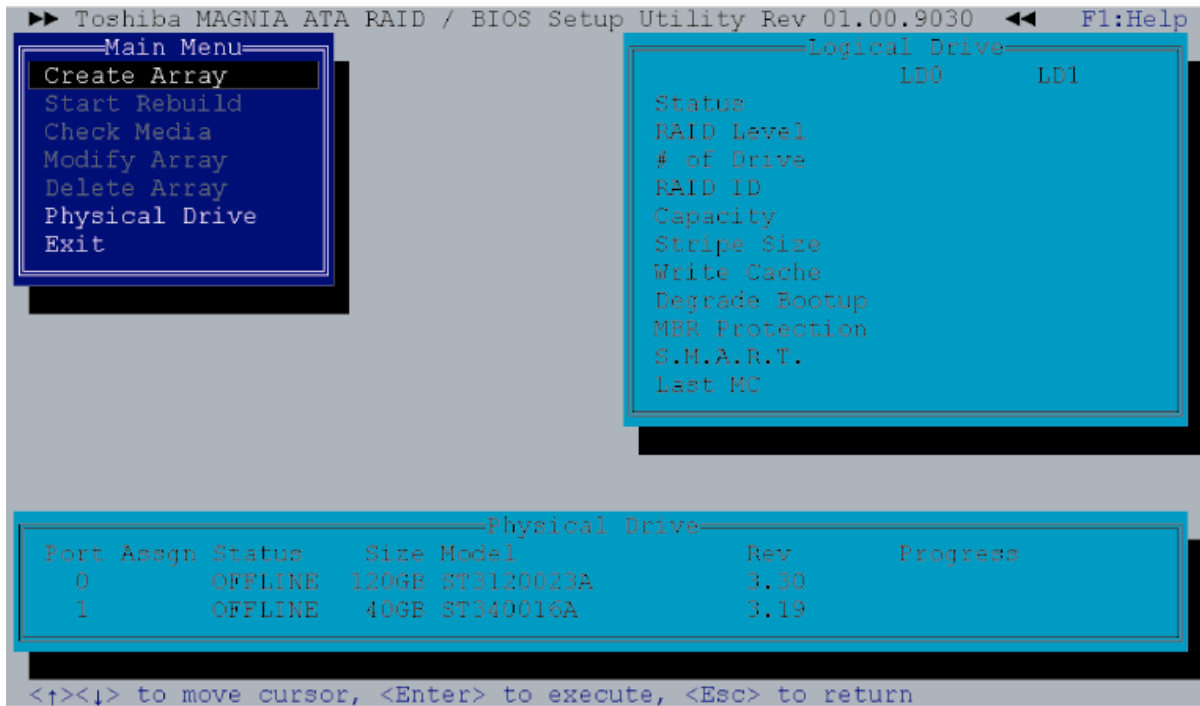 ►► Toshiba MAGNIA ATA RAID / BIOS Setup Utility Rev 01.00.9030 ◄◄ F1:Help
Main Menu
Create Array
Start Rebuild
Check Media
Modify Array
Delete Array
Physical Drive
Exit
Logical Drive
LD0 LD1
Status
RAID Level
# of Drive
RAID ID
Capacity
Stripe Size
Write Cache
Degrade Bootup
MBR Protection
S.M.A.R.T.
Last MC
Physical Drive
Port Assgn Status Size Model Rev Progress
0 OFFLINE 120GB ST3120023A 3.30
1 OFFLINE 40GB ST340016A 3.19
<↑><↓> to move cursor, <Enter> to execute, <Esc> to return